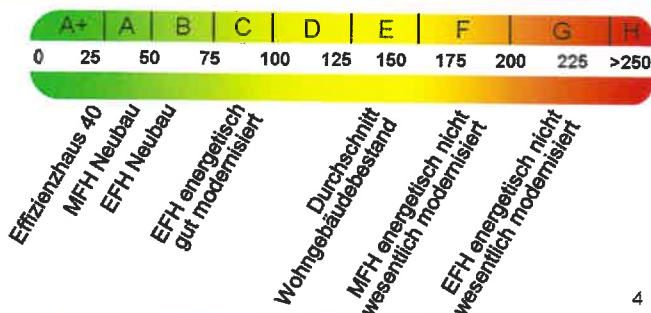 A+ A B C D E F G H
0 25 50 75 100 125 150 175 200 225 >250
Effizienzhaus 40
MFH Neubau
EFH Neubau
EFH energetisch
gut modernisiert
Durchschnitt
Wohngebäudebestand
MFH energetisch nicht
wesentlich modernisiert
EFH energetisch nicht
wesentlich modernisiert
4